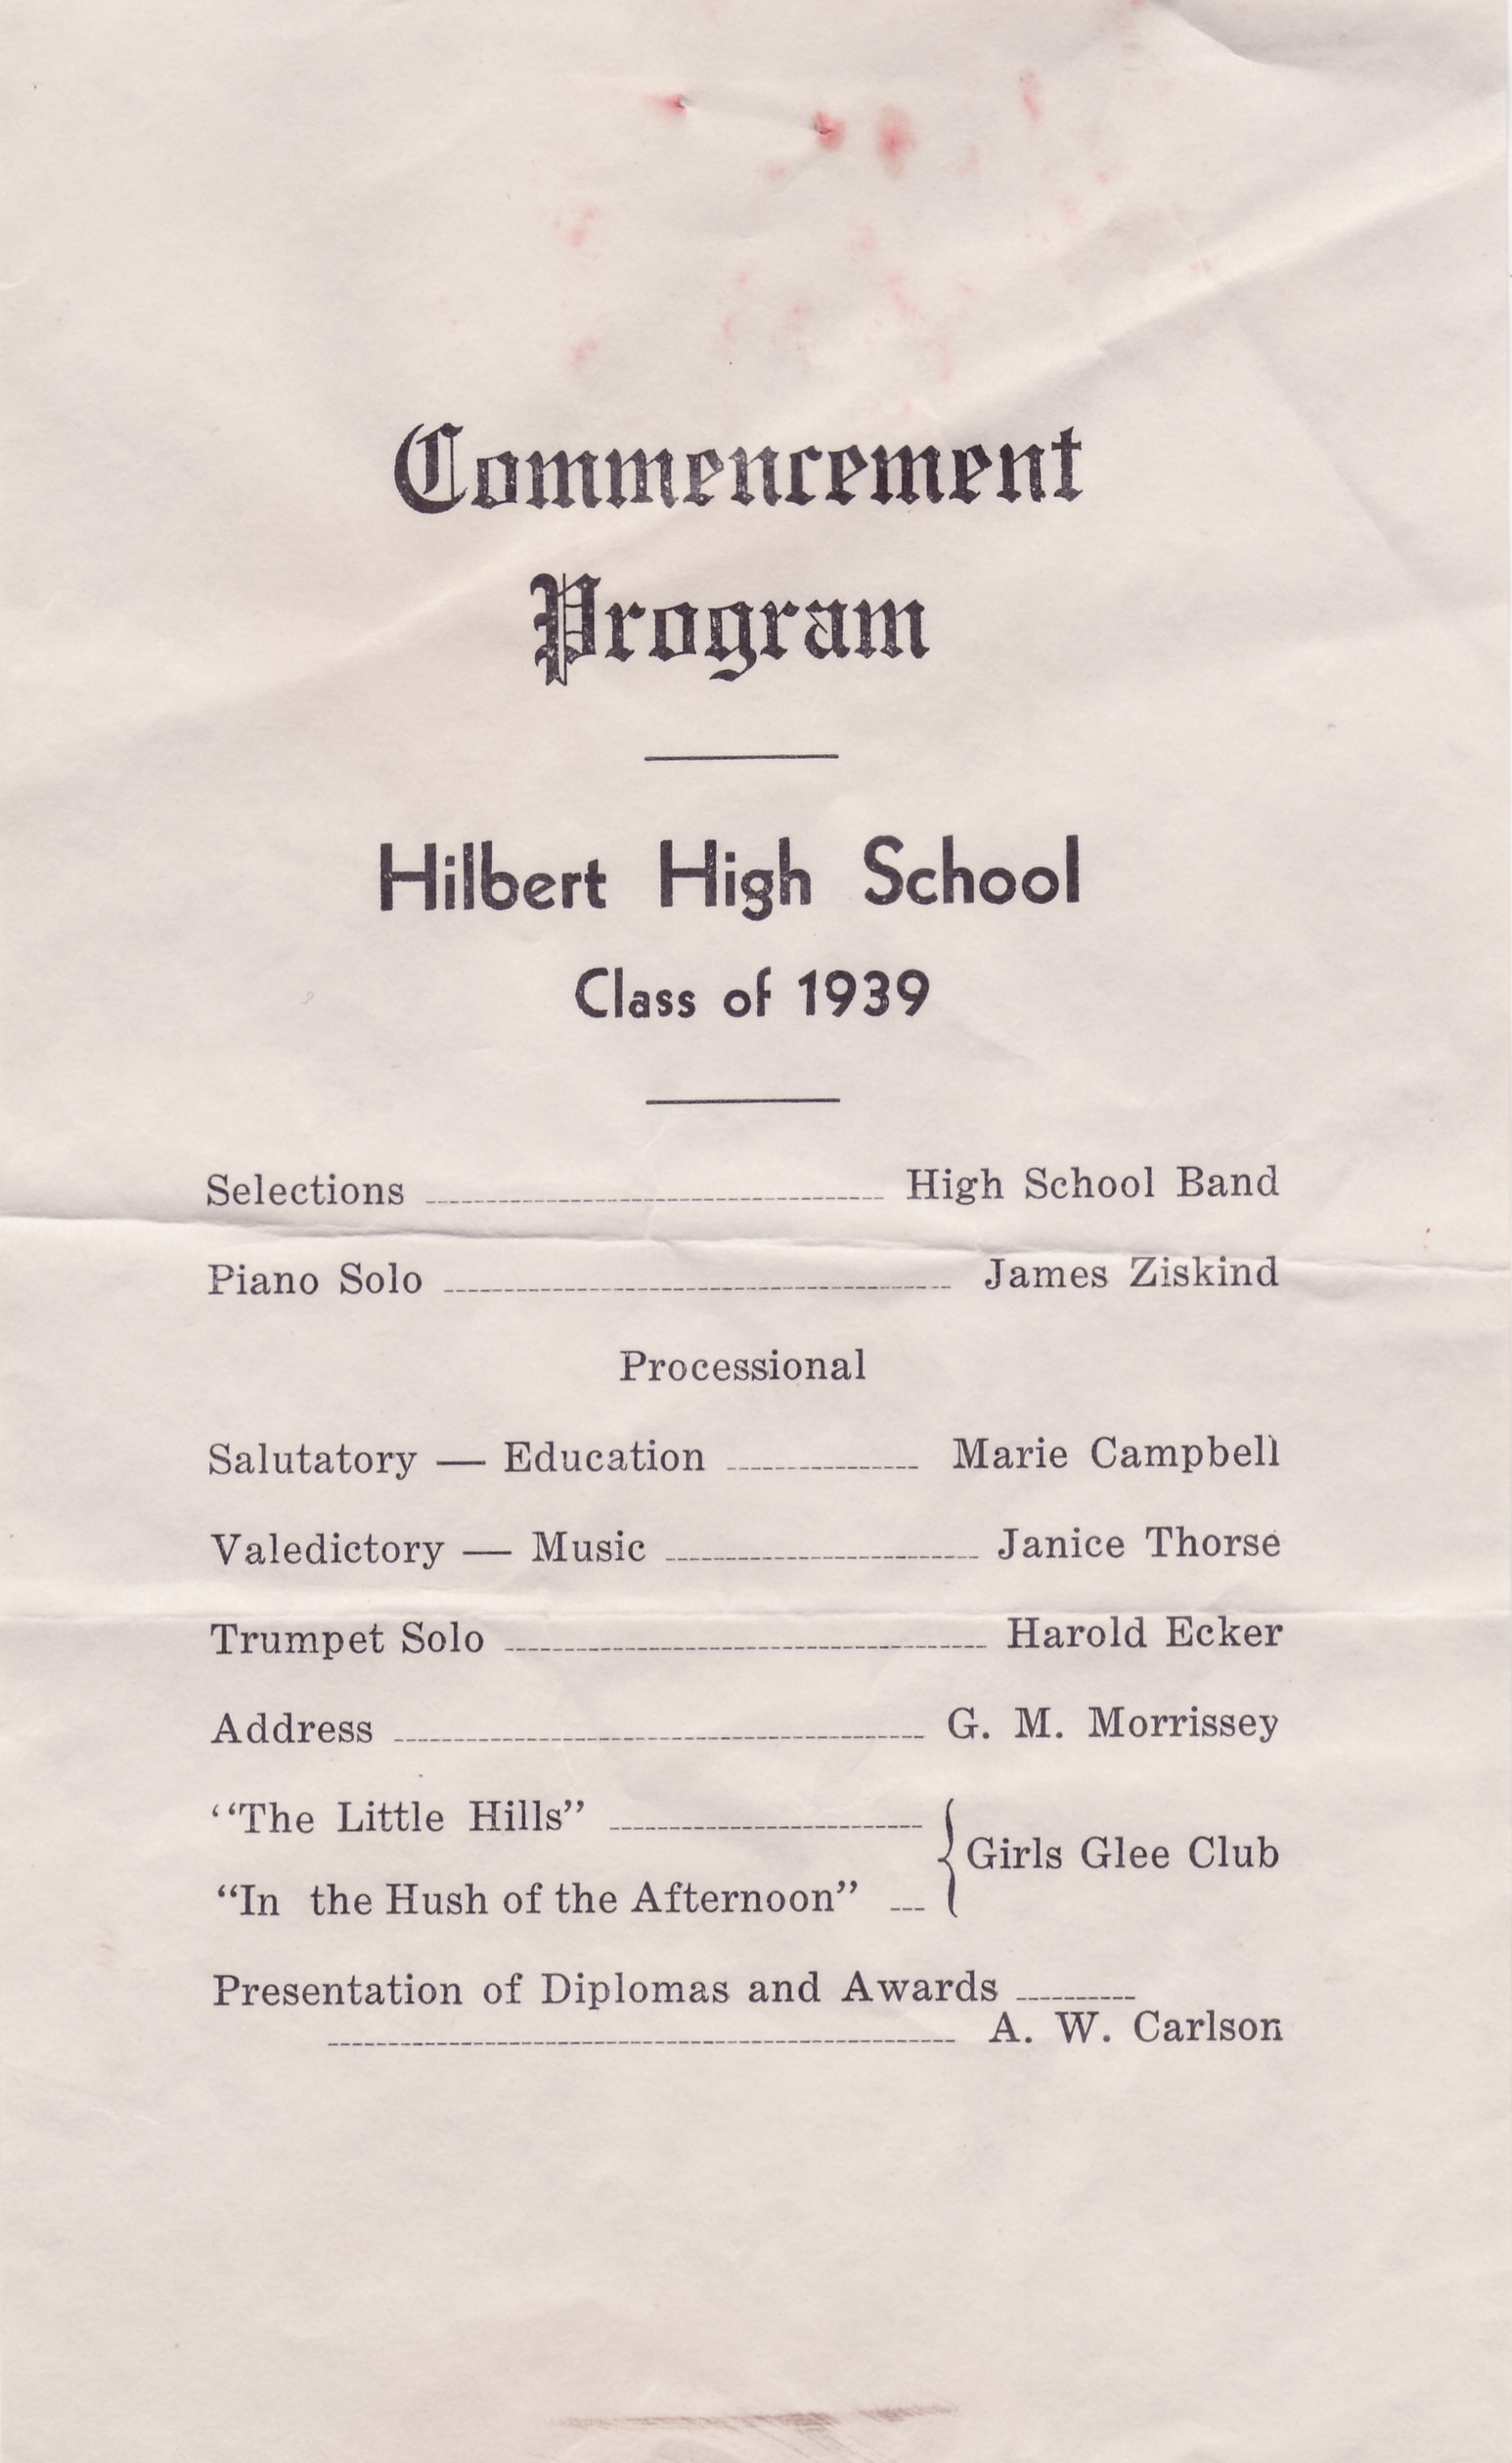 Commencement
Program
Hilbert High School
Class of 1939
Selections High School Band
Piano Solo James Ziskind
Processional
Salutatory — Education Marie Campbell
Valedictory — Music Janice Thorse
Trumpet Solo Harold Ecker
Address G. M. Morrissey
“The Little Hills”
Girls Glee Club
“In the Hush of the Afternoon”
Presentation of Diplomas and Awards
A. W. Carlson